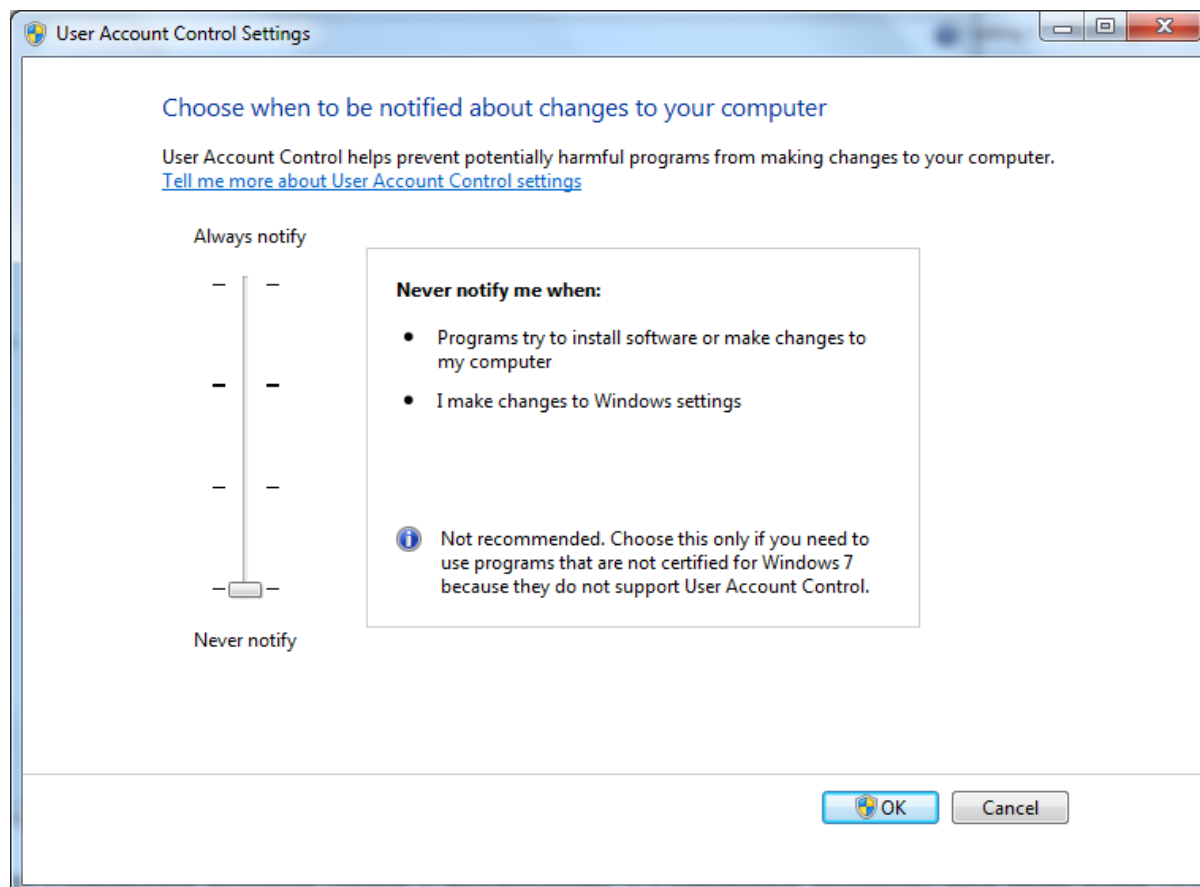 User Account Control Settings
Choose when to be notified about changes to your computer
User Account Control helps prevent potentially harmful programs from making changes to your computer.
Tell me more about User Account Control settings
Always notify
Never notify me when:
Programs try to install software or make changes to
my computer
I make changes to Windows settings
Not recommended. Choose this only if you need to
use programs that are not certified for Windows 7
because they do not support User Account Control.
Never notify
OK
Cancel